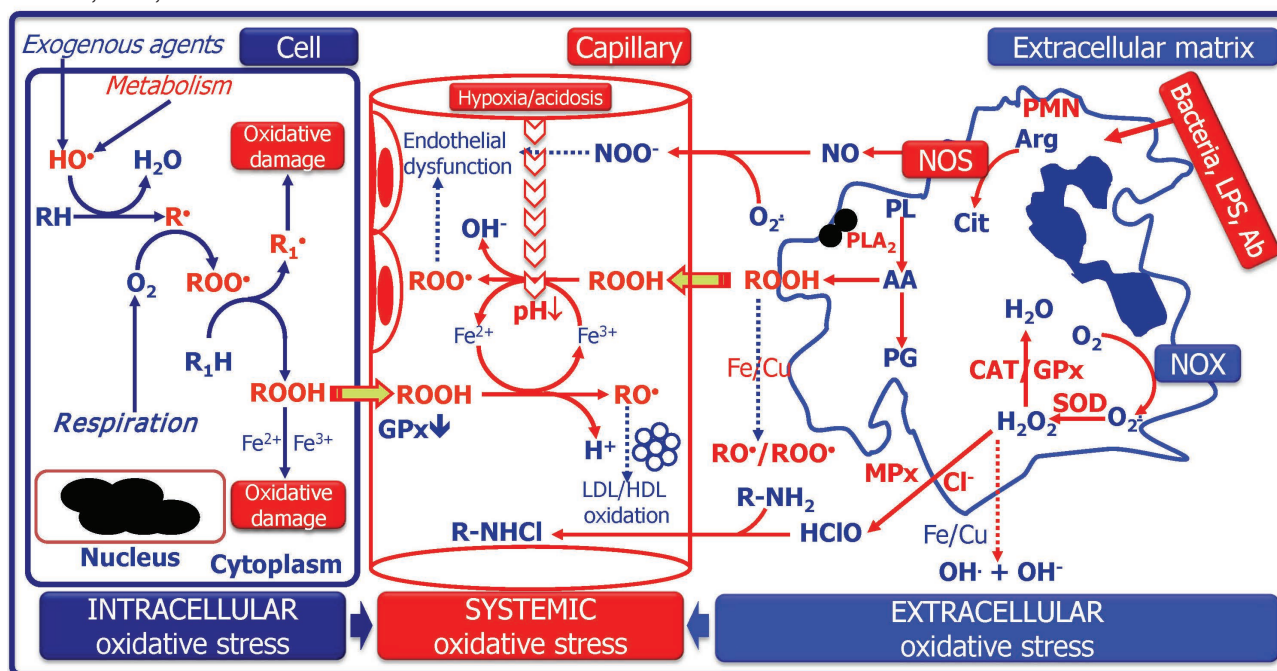 Exogenous agents
Cell
Capillary
Extracellular matrix
Metabolism
Hypoxia/acidosis
PMN
Bacteria, LPS, Ab
Oxidative
damage
Endothelial
dysfunction
NOO⁻
NO
NOS
Arg
HO•
H₂O
RH
R•
R₁•
O₂
ROO•
R₁H
ROOH
Respiration
Fe²⁺
Fe³⁺
Oxidative
damage
Nucleus
Cytoplasm
OH⁻
ROO•
ROOH
pH↓
Fe²⁺
Fe³⁺
ROOH
GPx↓
RO•
H⁺
LDL/HDL
oxidation
R-NHCl
O₂•⁻
PL
PLA₂
Cit
ROOH
AA
PG
Fe/Cu
RO•/ROO•
R-NH₂
MPx
Cl⁻
HClO
H₂O
O₂
NOX
CAT/GPx
SOD
H₂O₂
O₂•⁻
Fe/Cu
OH· + OH⁻
INTRACELLULAR
oxidative stress
SYSTEMIC
oxidative stress
EXTRACELLULAR
oxidative stress